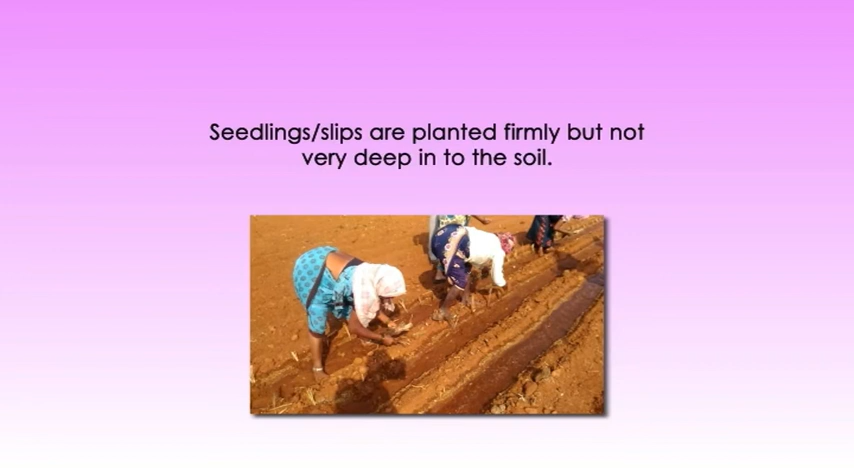 Seedlings/slips are planted firmly but not
very deep in to the soil.